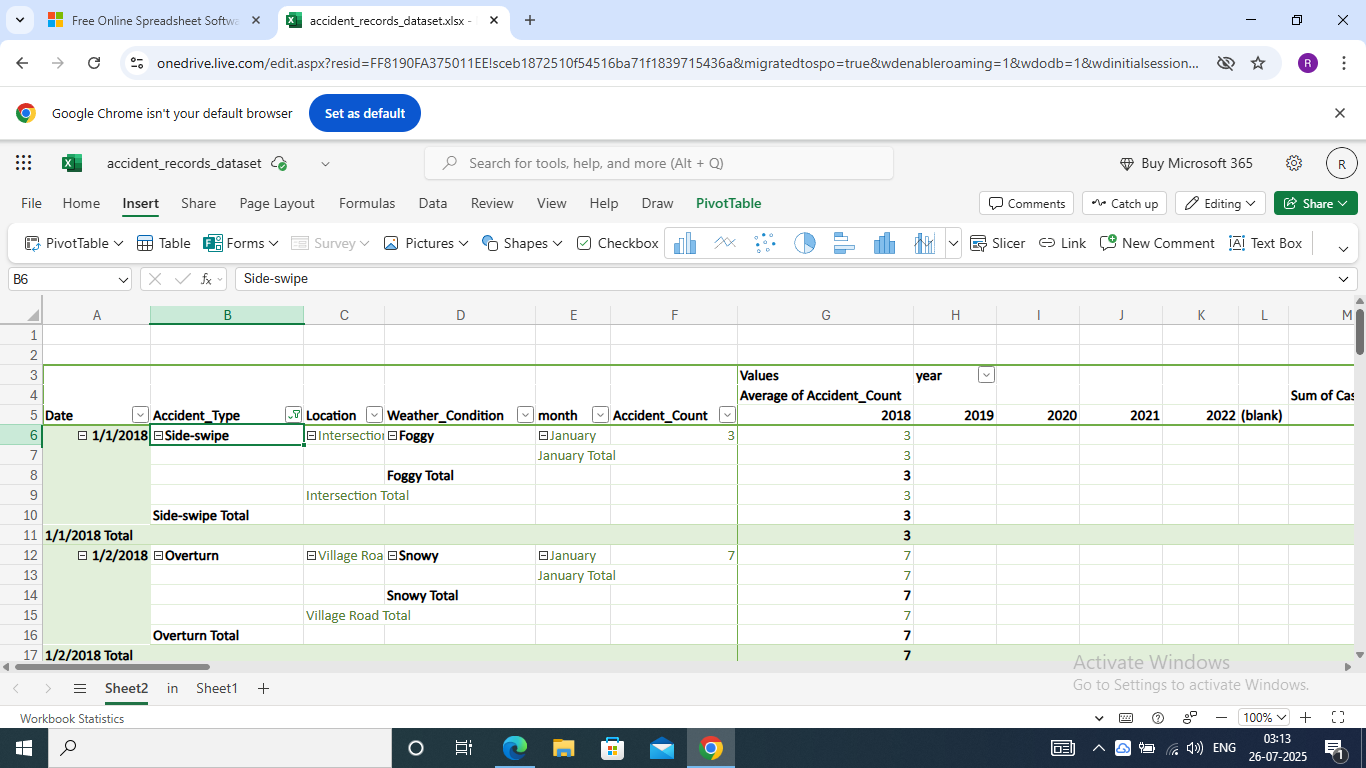 Free Online Spreadsheet Softwa
accident_records_dataset.xlsx -
onedrive.live.com/edit.aspx?resid=FF8190FA375011EE!sceb1872510f54516ba71f1839715436a&migratedtospo=true&wdenableroaming=1&wdodb=1&wdinitialsession...
R
Google Chrome isn't your default browser
Set as default
accident_records_dataset
Search for tools, help, and more (Alt + Q)
Buy Microsoft 365
R
File Home Insert Share Page Layout Formulas Data Review View Help Draw PivotTable
Comments Catch up Editing Share
PivotTable Table Forms Survey Pictures Shapes Checkbox Slicer Link New Comment Text Box
B6 fx Side-swipe
A B C D E F G H I J K L M
1
2
3 Values year
4 Average of Accident_Count Sum of Cas
5 Date Accident_Type Location Weather_Condition month Accident_Count 2018 2019 2020 2021 2022 (blank)
6 1/1/2018 Side-swipe Intersection Foggy January 3 3
7 January Total 3
8 Foggy Total 3
9 Intersection Total 3
10 Side-swipe Total 3
11 1/1/2018 Total 3
12 1/2/2018 Overturn Village Roa Snowy January 7 7
13 January Total 7
14 Snowy Total 7
15 Village Road Total 7
16 Overturn Total 7
17 1/2/2018 Total 7
Activate Windows
Go to Settings to activate Windows.
Sheet2 in Sheet1
Workbook Statistics
100%
ENG
03:13
26-07-2025
1